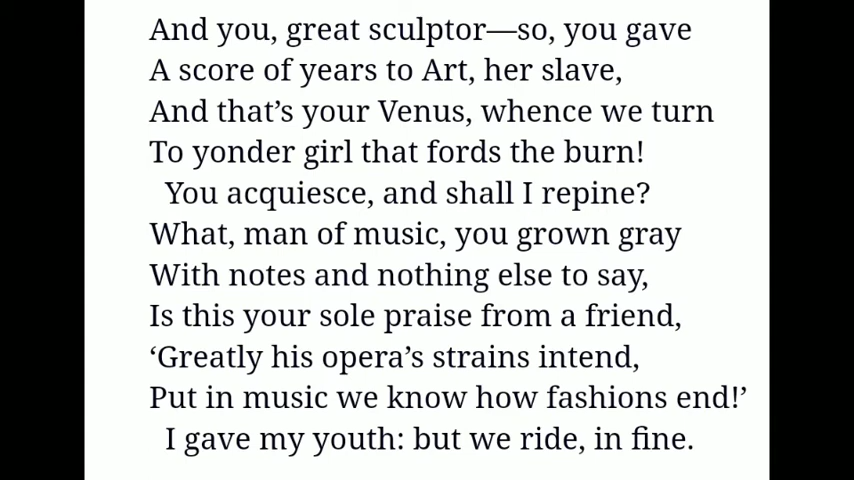 And you, great sculptor—so, you gave
A score of years to Art, her slave,
And that’s your Venus, whence we turn
To yonder girl that fords the burn!
You acquiesce, and shall I repine?
What, man of music, you grown gray
With notes and nothing else to say,
Is this your sole praise from a friend,
‘Greatly his opera’s strains intend,
Put in music we know how fashions end!’
I gave my youth: but we ride, in fine.